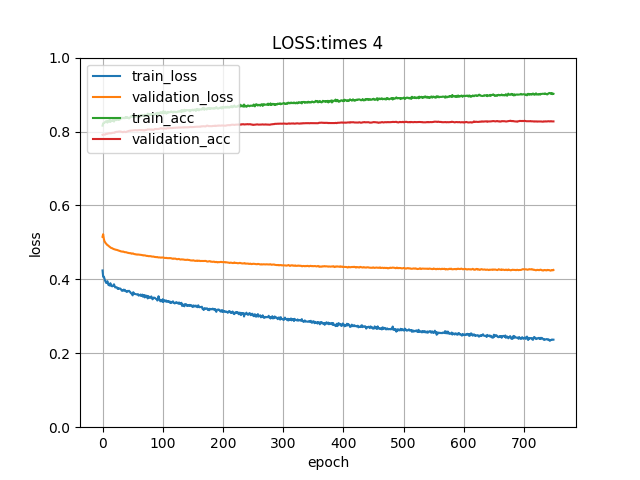 LOSS:times 4
train_loss
validation_loss
train_acc
validation_acc
1.0
0.8
0.6
0.4
0.2
0.0
loss
0 100 200 300 400 500 600 700
epoch